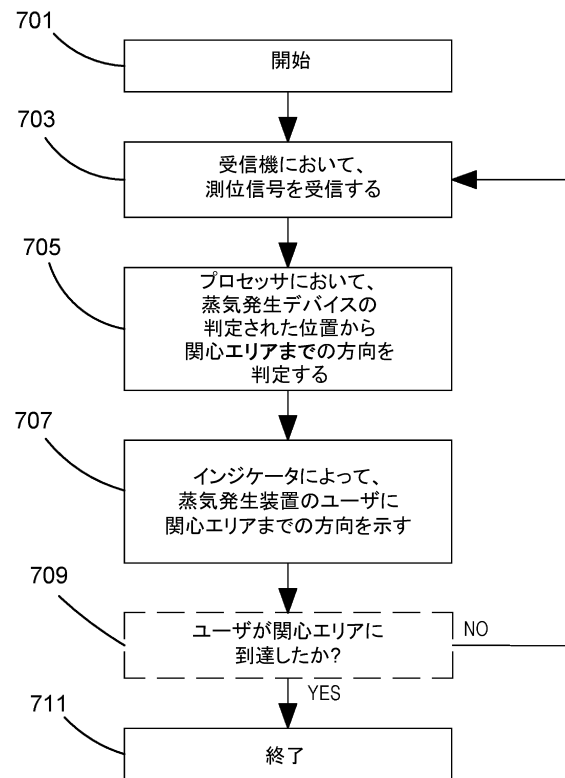 701
開始
703
受信機において、
測位信号を受信する
705
プロセッサにおいて、
蒸気発生デバイスの
判定された位置から
関心エリアまでの方向を
判定する
707
インジケータによって、
蒸気発生装置のユーザに
関心エリアまでの方向を示す
709
ユーザが関心エリアに
到達したか?
NO
YES
711
終了